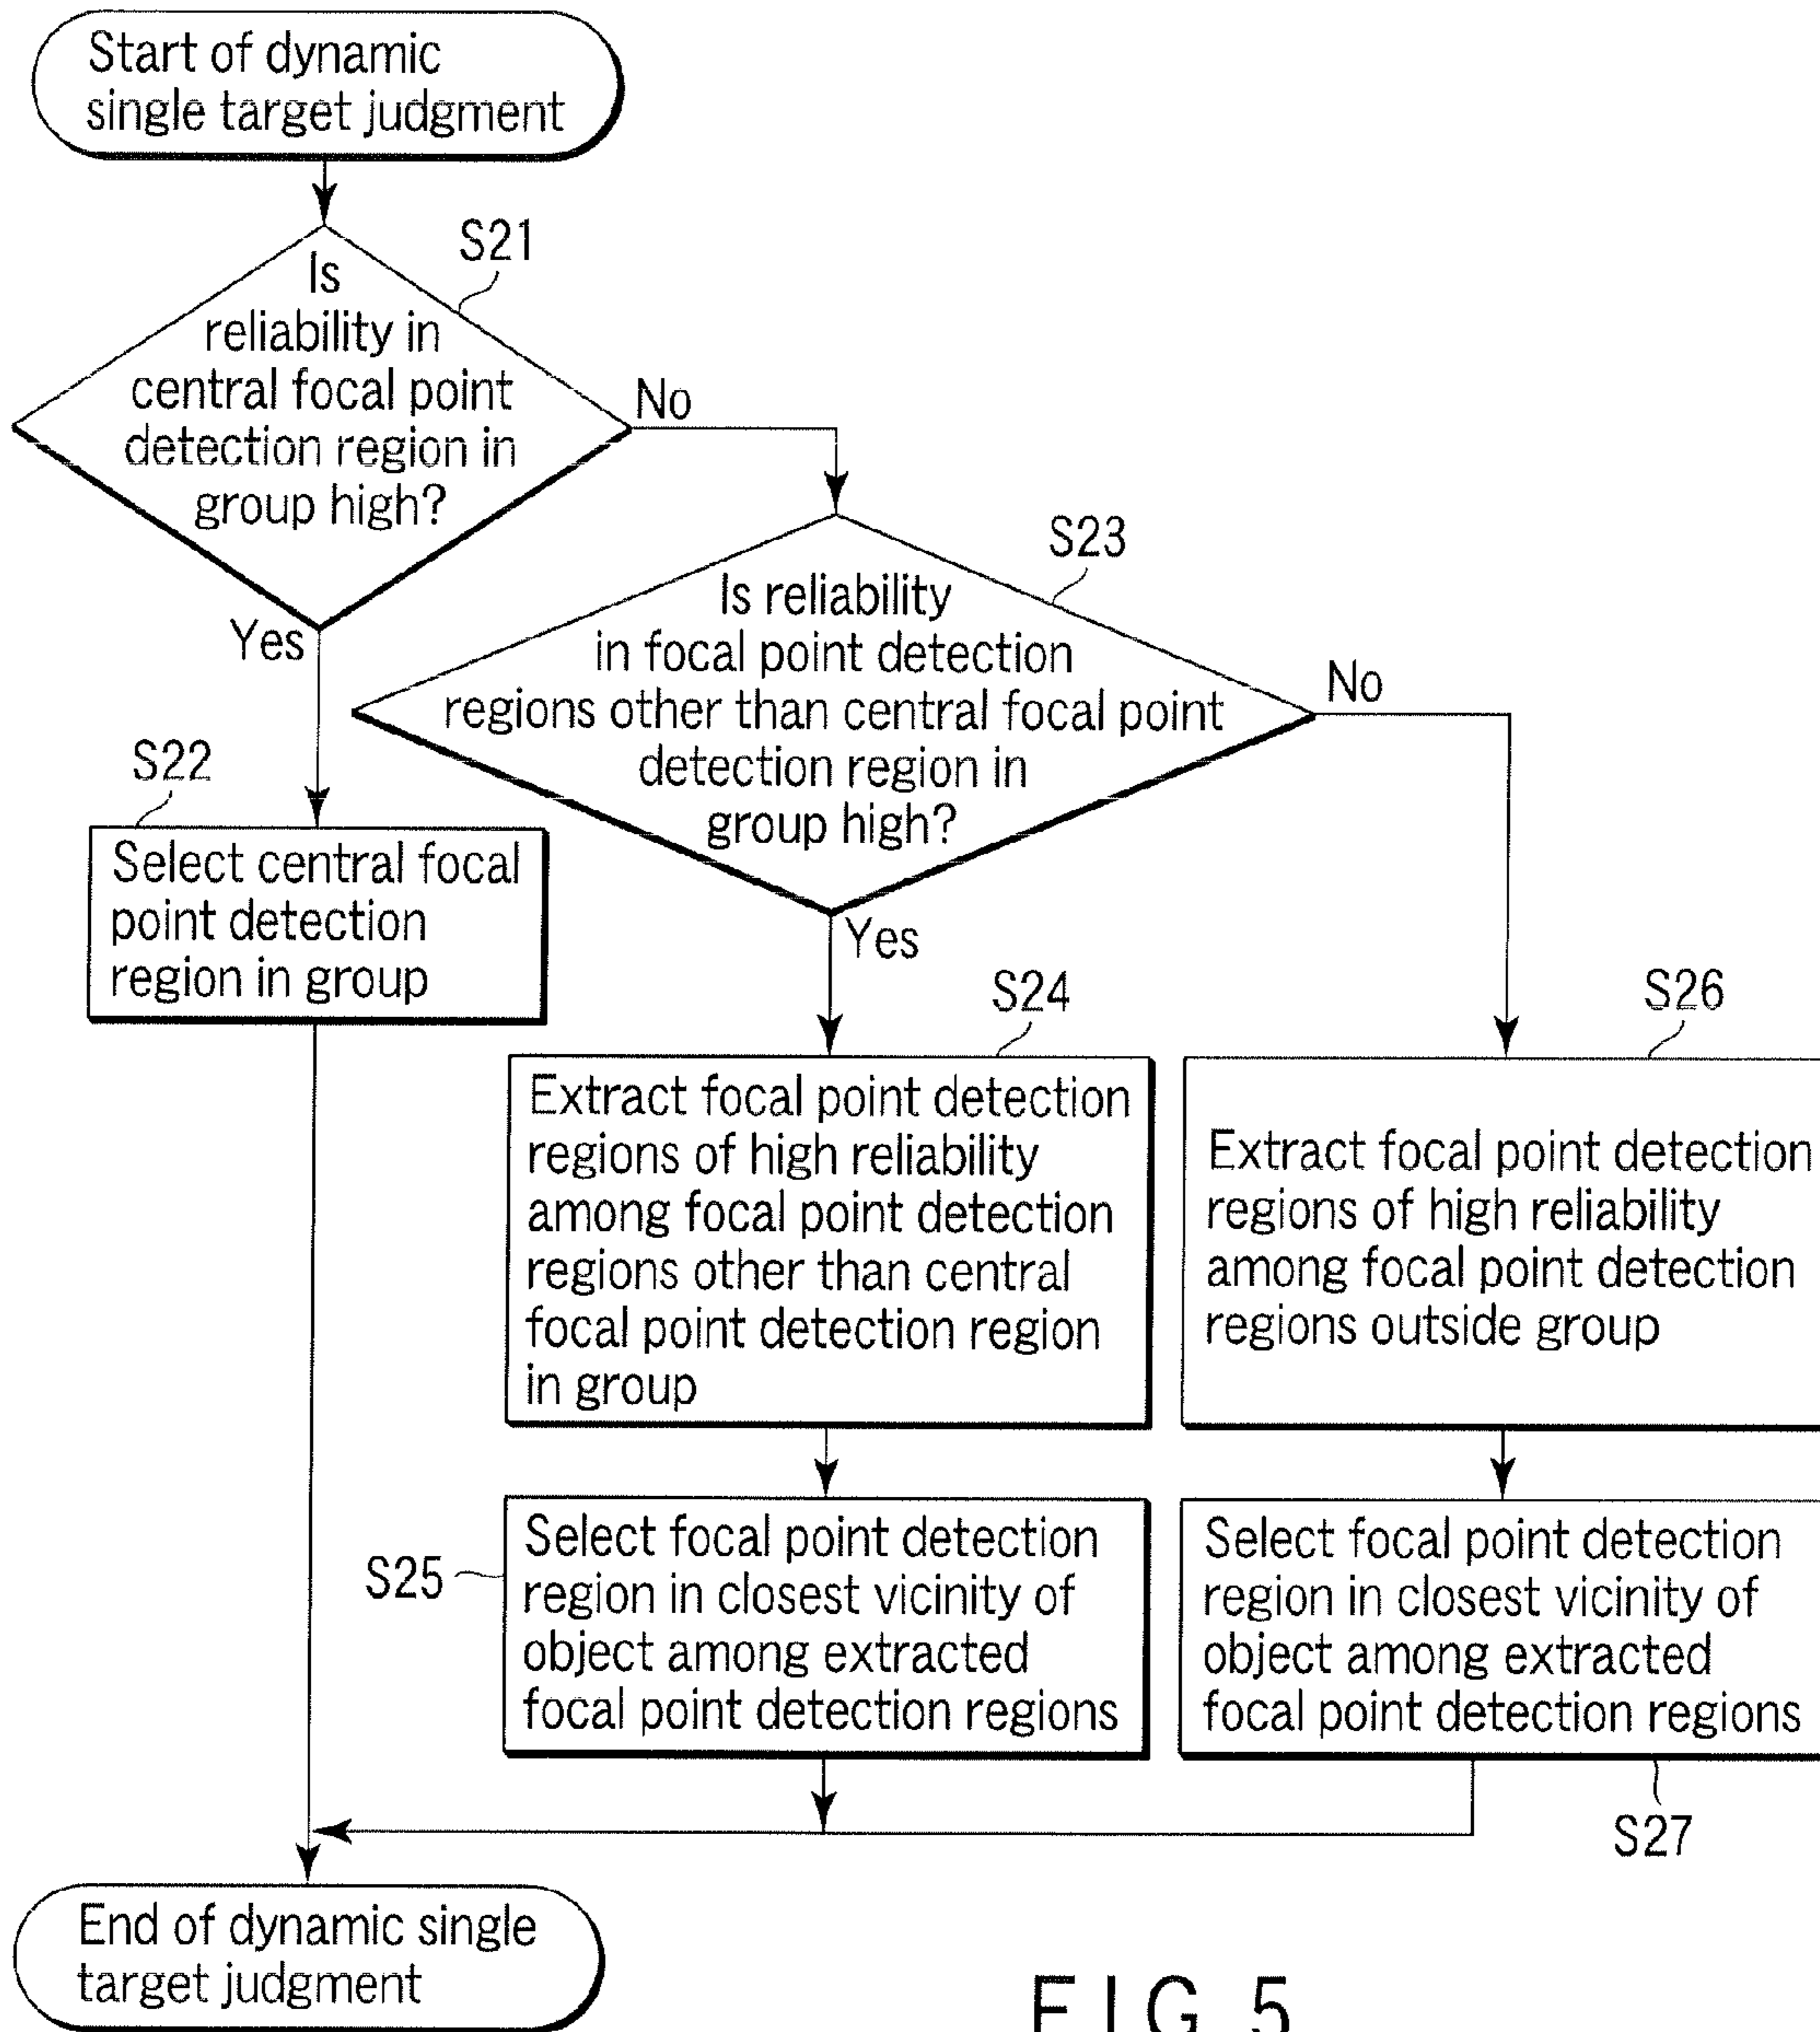 Start of dynamic
single target judgment
S21
Is
reliability in
central focal point
detection region in
group high?
No
Yes
S23
Is reliability
in focal point detection
regions other than central focal point
detection region in
group high?
No
Yes
S22
Select central focal
point detection
region in group
S24
Extract focal point detection
regions of high reliability
among focal point detection
regions other than central
focal point detection region
in group
S26
Extract focal point detection
regions of high reliability
among focal point detection
regions outside group
S25
Select focal point detection
region in closest vicinity of
object among extracted
focal point detection regions
Select focal point detection
region in closest vicinity of
object among extracted
focal point detection regions
S27
End of dynamic single
target judgment
FIG 5